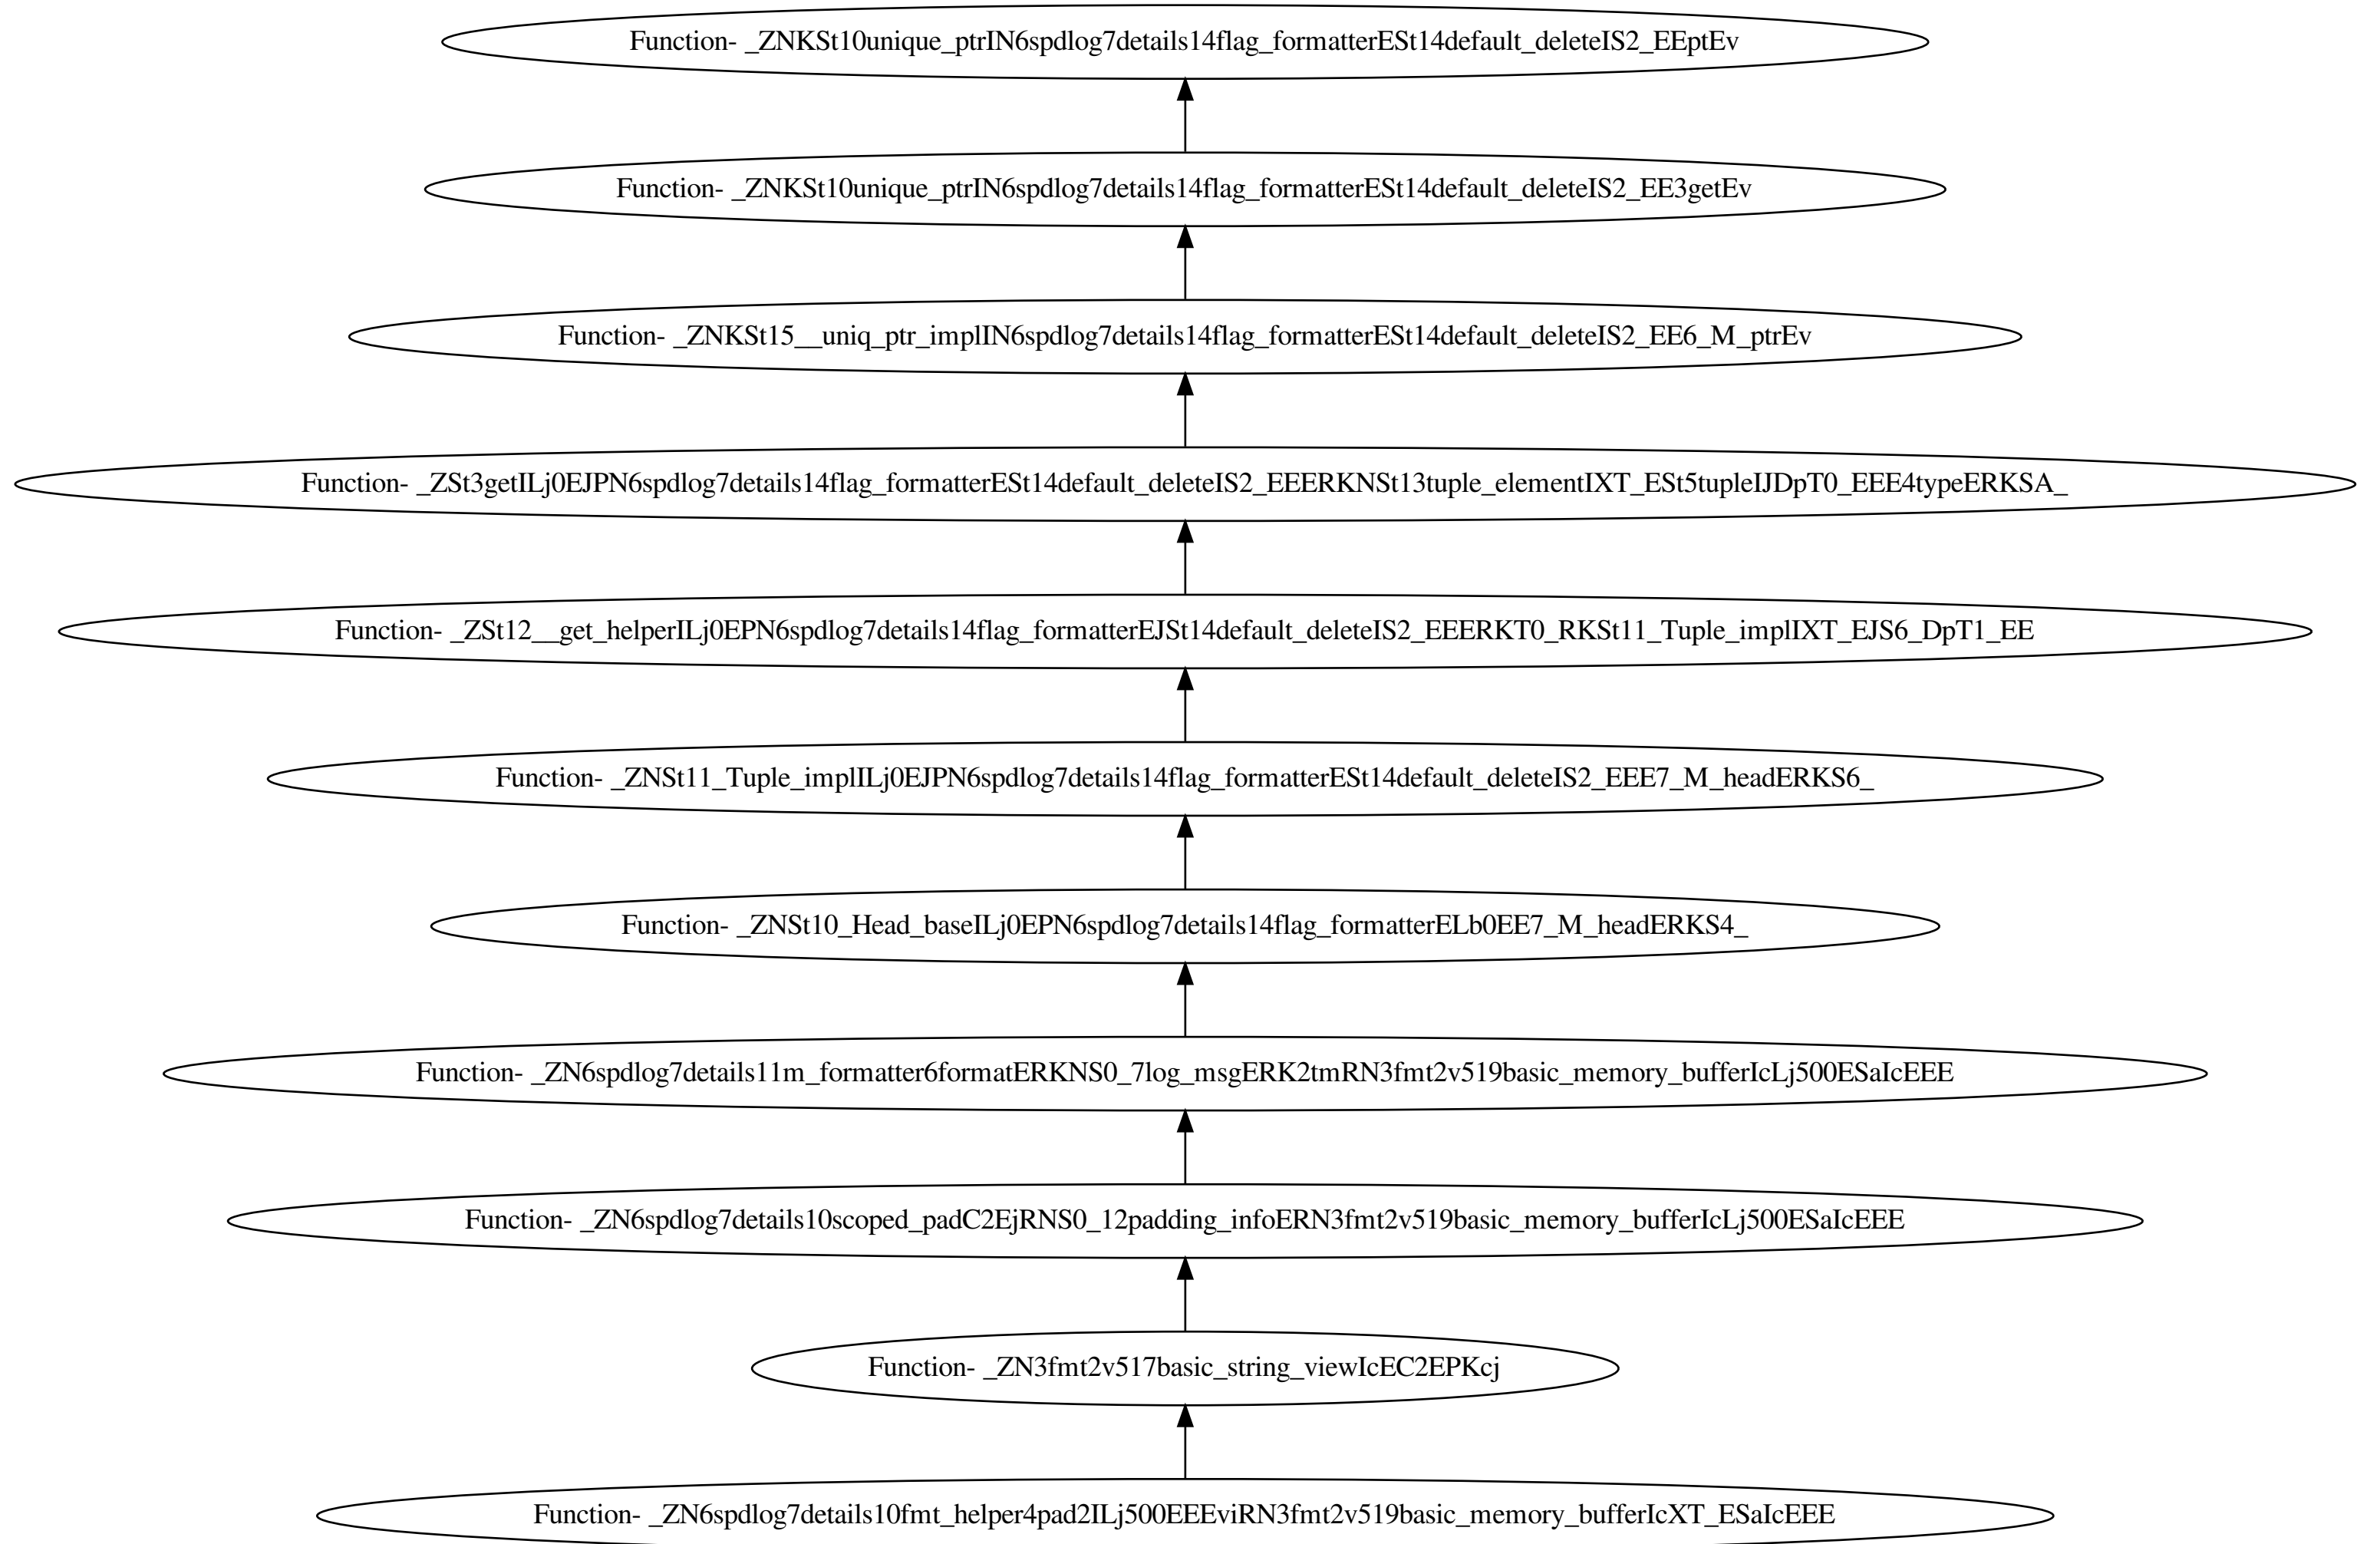 Function- _ZNKSt10unique_ptrIN6spdlog7details14flag_formatterESt14default_deleteIS2_EEptEv
Function- _ZNKSt10unique_ptrIN6spdlog7details14flag_formatterESt14default_deleteIS2_EE3getEv
Function- _ZNKSt15__uniq_ptr_implIN6spdlog7details14flag_formatterESt14default_deleteIS2_EE6_M_ptrEv
Function- _ZSt3getILj0EJPN6spdlog7details14flag_formatterESt14default_deleteIS2_EEERKNSt13tuple_elementIXT_ESt5tupleIJDpT0_EEE4typeERKSA_
Function- _ZSt12__get_helperILj0EPN6spdlog7details14flag_formatterEJSt14default_deleteIS2_EEERKT0_RKSt11_Tuple_implIXT_EJS6_DpT1_EE
Function- _ZNSt11_Tuple_implILj0EJPN6spdlog7details14flag_formatterESt14default_deleteIS2_EEE7_M_headERKS6_
Function- _ZNSt10_Head_baseILj0EPN6spdlog7details14flag_formatterELb0EE7_M_headERKS4_
Function- _ZN6spdlog7details11m_formatter6formatERKNS0_7log_msgERK2tmRN3fmt2v519basic_memory_bufferIcLj500ESaIcEEE
Function- _ZN6spdlog7details10scoped_padC2EjRNS0_12padding_infoERN3fmt2v519basic_memory_bufferIcLj500ESaIcEEE
Function- _ZN3fmt2v517basic_string_viewIcEC2EPKcj
Function- _ZN6spdlog7details10fmt_helper4pad2ILj500EEEviRN3fmt2v519basic_memory_bufferIcXT_ESaIcEEE